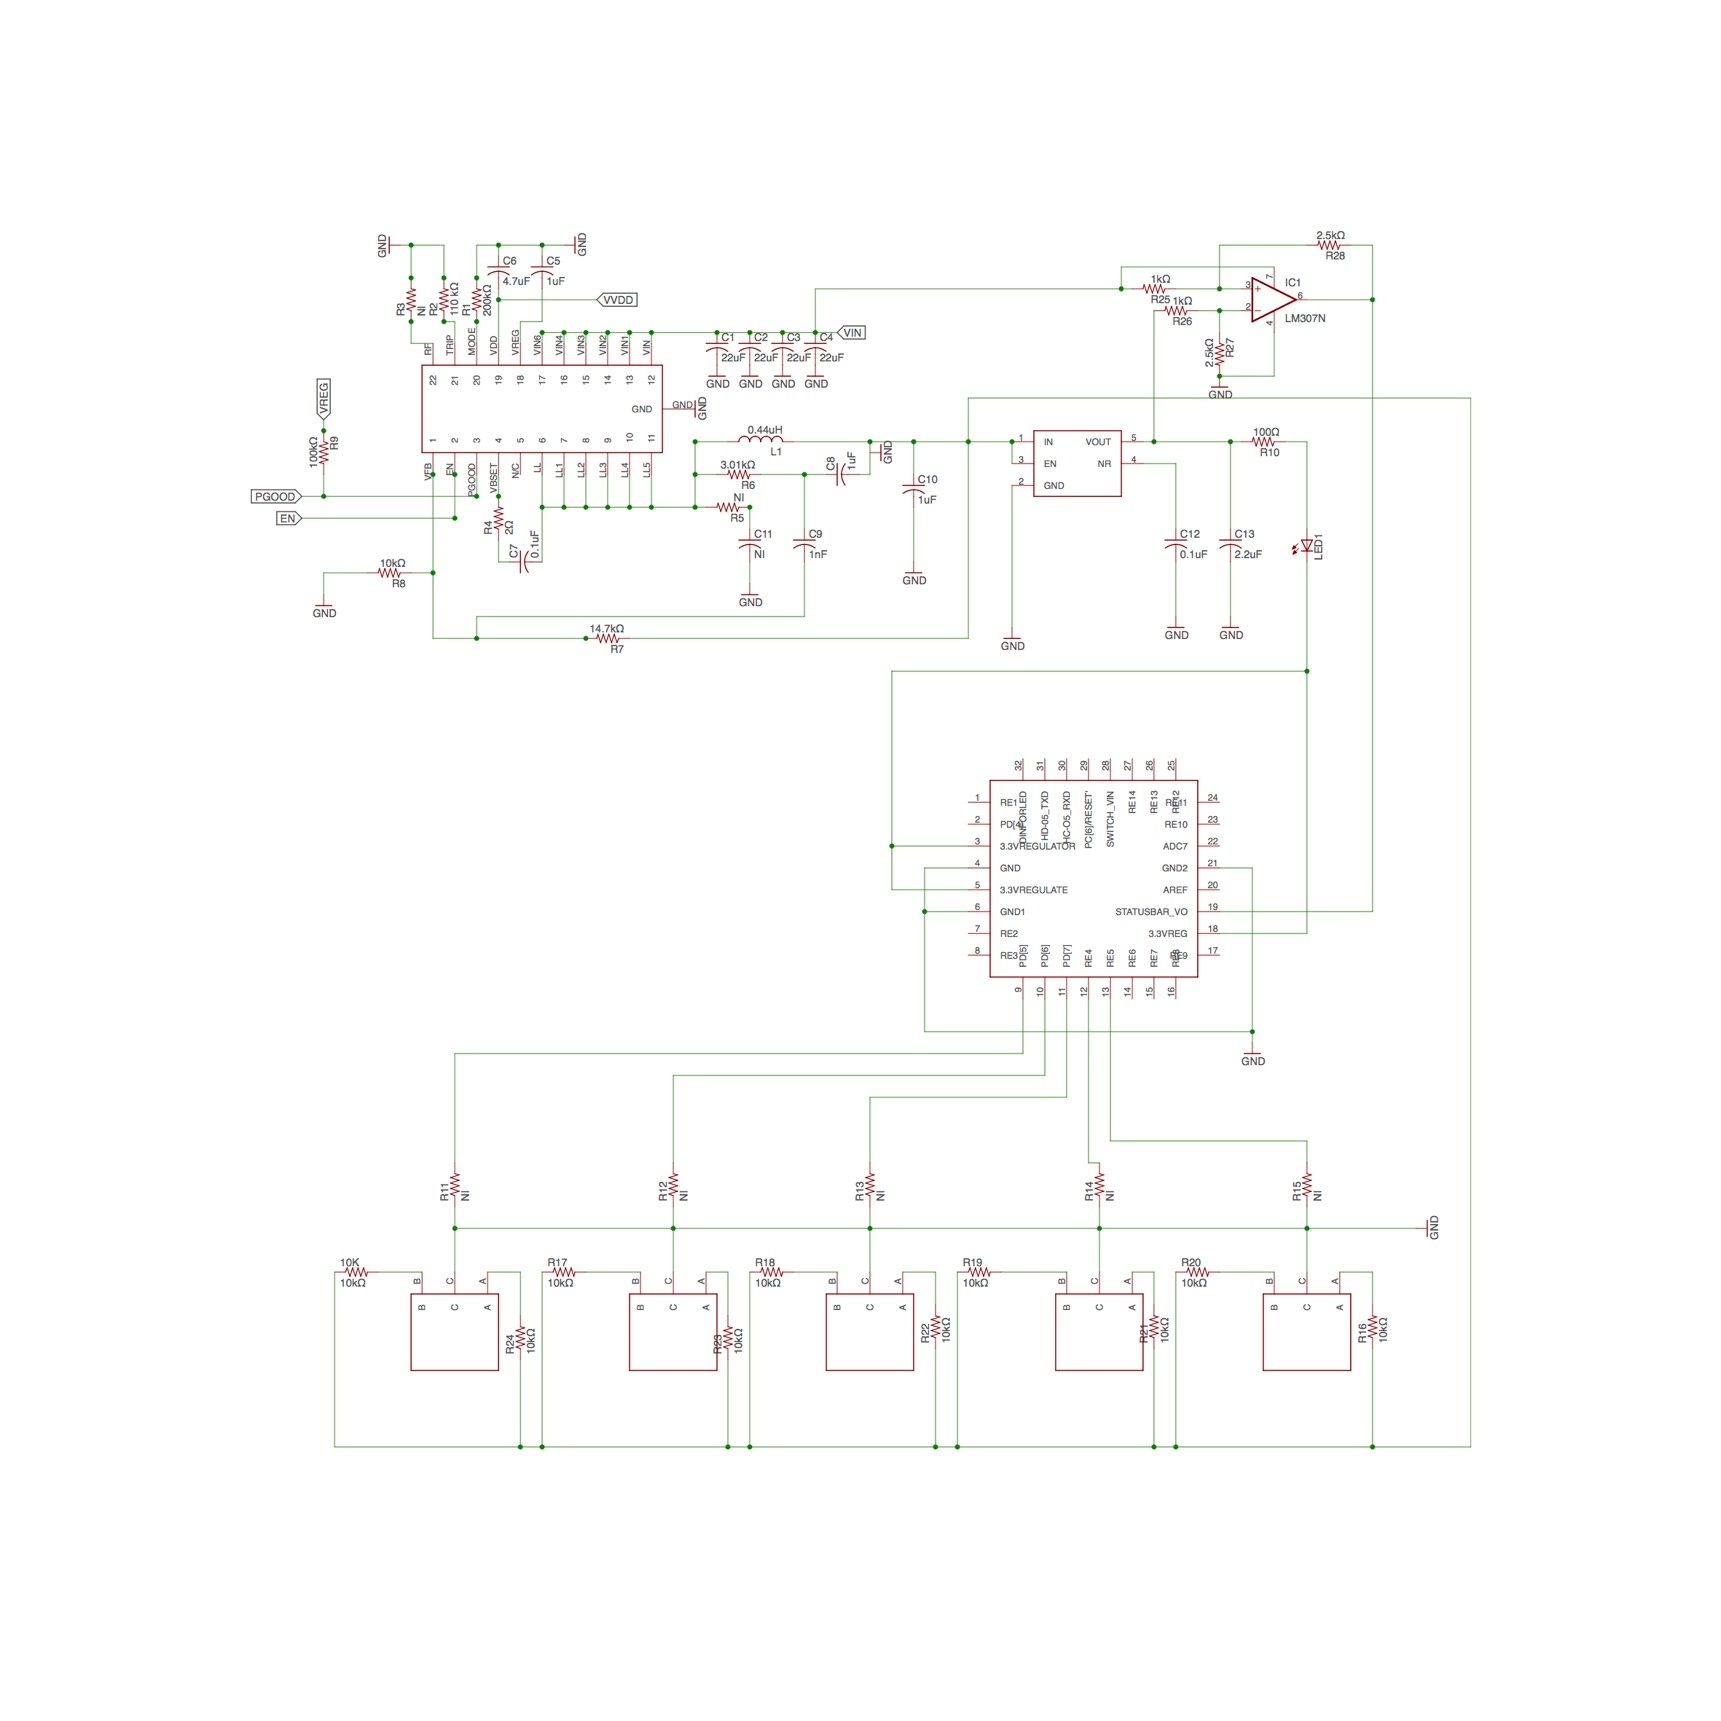 2.5kΩ
R28
GND
GND
C6
4.7uF
C5
1uF
R3
NI
R2
110 kΩ
R1
200kΩ
VVDD
1kΩ
R25
1kΩ
R26
7
3
2
6
4
IC1
LM307N
2.5kΩ
R27
GND
RF
TRIP
MODE
VDD
VREG
VIN6
VIN4
VIN3
VIN2
VIN1
VIN
VIN
C1
22uF
C2
22uF
C3
22uF
C4
22uF
GND
GND
GND
GND
22
21
20
19
18
17
16
15
14
13
12
GND
GND
GND
1
2
3
4
5
6
7
8
9
10
11
VFB
EN
PGOOD
VBSET
N/C
LL
LL1
LL2
LL3
LL4
LL5
VREG
100kΩ
R9
PGOOD
EN
R4
2Ω
C7
0.1uF
10kΩ
R8
GND
0.44uH
L1
3.01kΩ
R6
NI
R5
C8
1uF
GND
C11
NI
GND
C9
1nF
C10
1uF
GND
14.7kΩ
R7
1
IN
3
EN
2
GND
VOUT
5
NR
4
GND
100Ω
R10
C12
0.1uF
GND
C13
2.2uF
GND
LED1
32
31
30
29
28
27
26
25
DINFORLED
HD-05_TXD
HC-O5_RXD
PC[6]/RESET'
SWITCH_VIN
RE14
RE13
RE12
1
RE1
RE11
24
2
PD[4]
RE10
23
3
3.3VREGULATOR
ADC7
22
4
GND
GND2
21
5
3.3VREGULATE
AREF
20
6
GND1
STATUSBAR_VO
19
7
RE2
3.3VREG
18
8
RE3
RE9
17
PD[5]
PD[6]
PD[7]
RE4
RE5
RE6
RE7
RE8
9
10
11
12
13
14
15
16
GND
R11
NI
R12
NI
R13
NI
R14
NI
R15
NI
GND
10K
10kΩ
B
C
A
B
C
A
R24
10kΩ
R17
10kΩ
B
C
A
B
C
A
R23
10kΩ
R18
10kΩ
B
C
A
B
C
A
R22
10kΩ
R19
10kΩ
B
C
A
B
C
A
R21
10kΩ
R20
10kΩ
B
C
A
B
C
A
R16
10kΩ